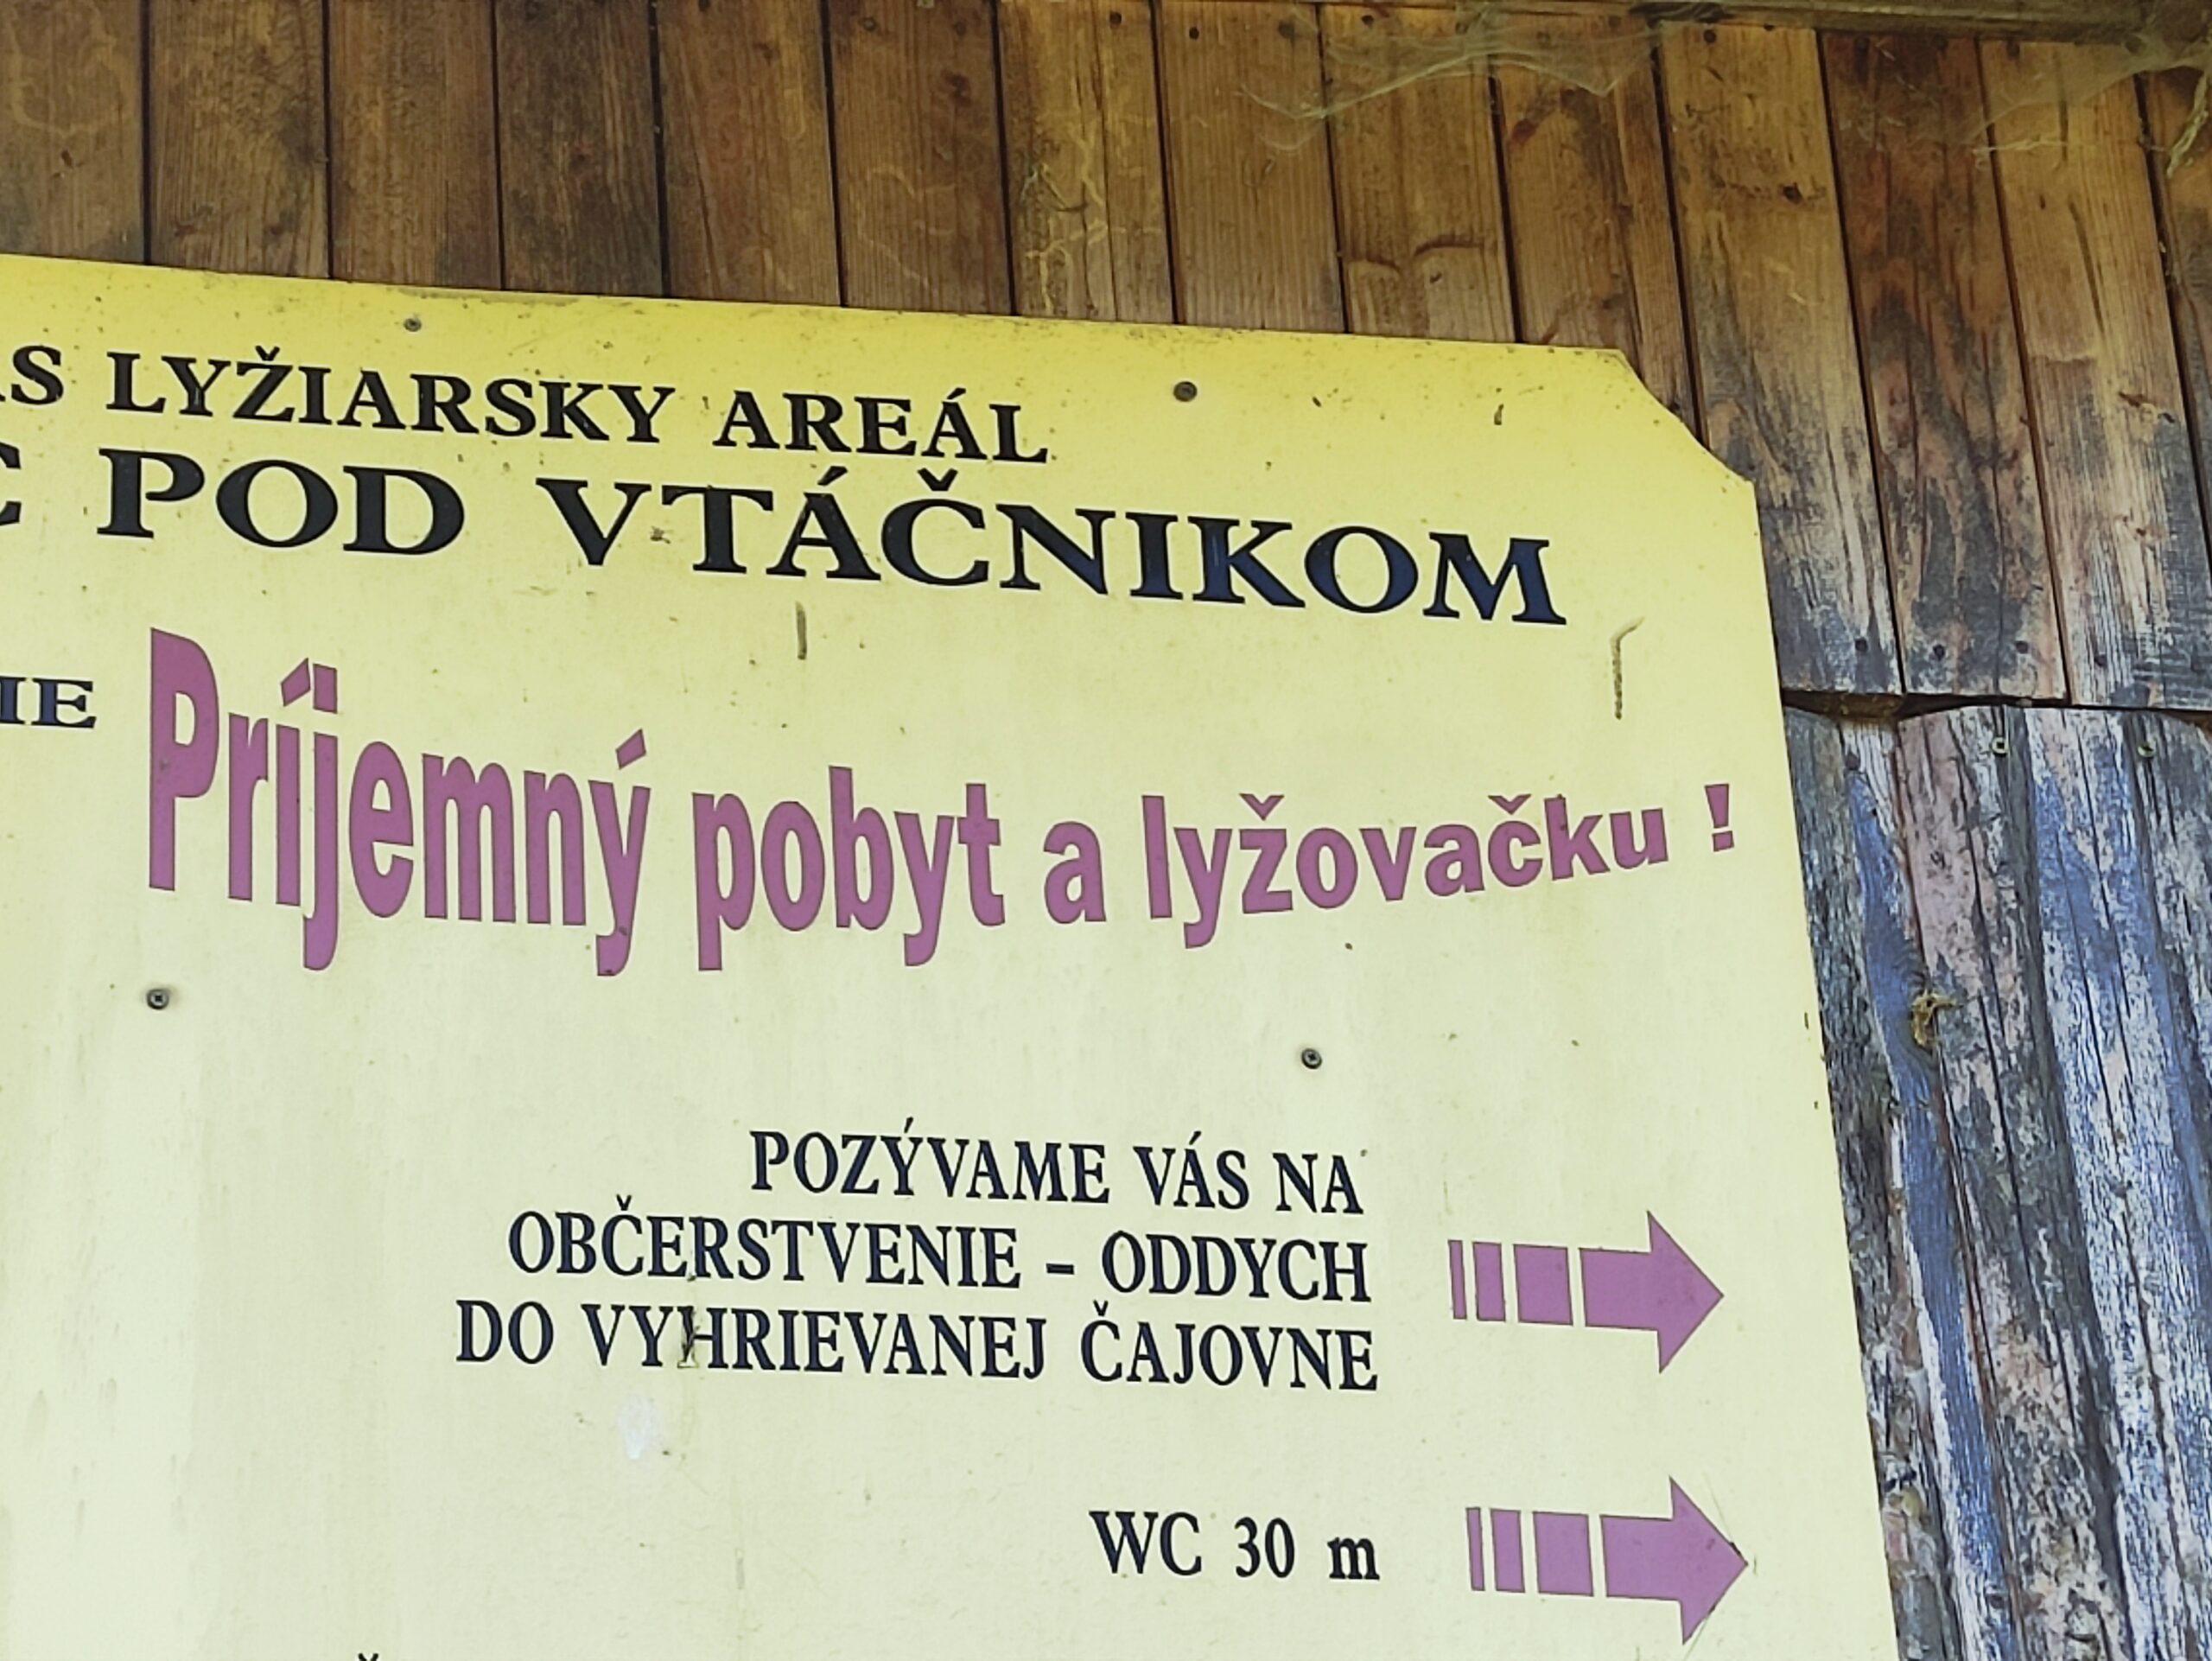 LYŽIARSKY AREÁL
POD VTÁČNIKOM
Príjemný pobyt a lyžovačku !
POZÝVAME VÁS NA
OBČERSTVENIE - ODDYCH
DO VYHRIEVANEJ ČAJOVNE
WC 30 m